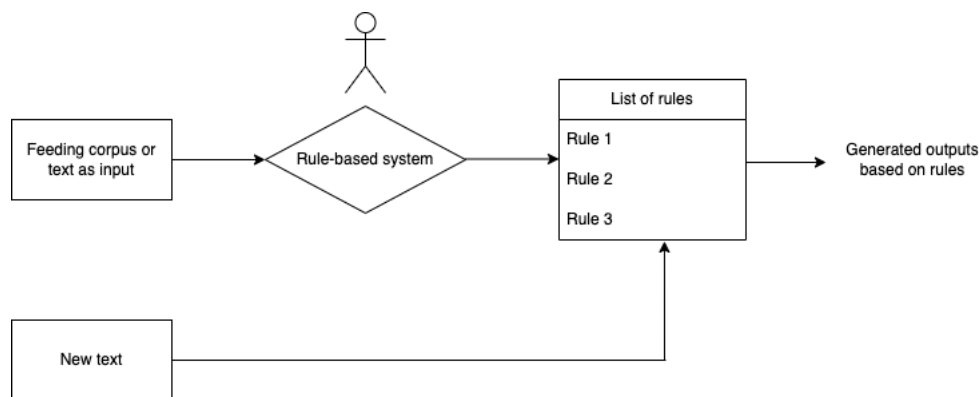 Feeding corpus or
text as input
Rule-based system
List of rules
Rule 1
Rule 2
Rule 3
Generated outputs
based on rules
New text